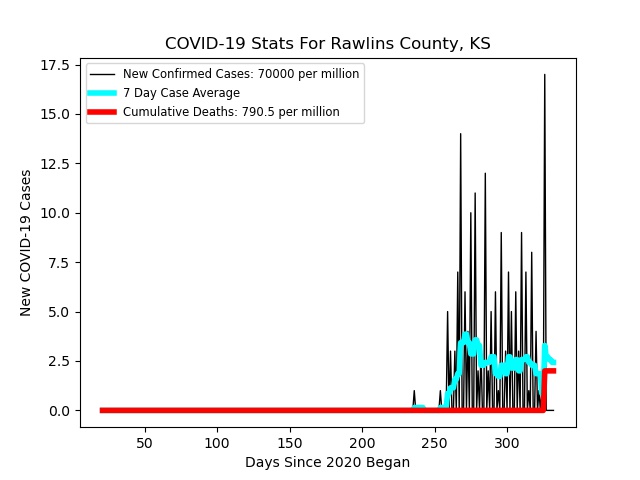 COVID-19 Stats For Rawlins County, KS
New Confirmed Cases: 70000 per million
7 Day Case Average
Cumulative Deaths: 790.5 per million
New COVID-19 Cases
17.5
15.0
12.5
10.0
7.5
5.0
2.5
0.0
50
100
150
200
250
300
Days Since 2020 Began